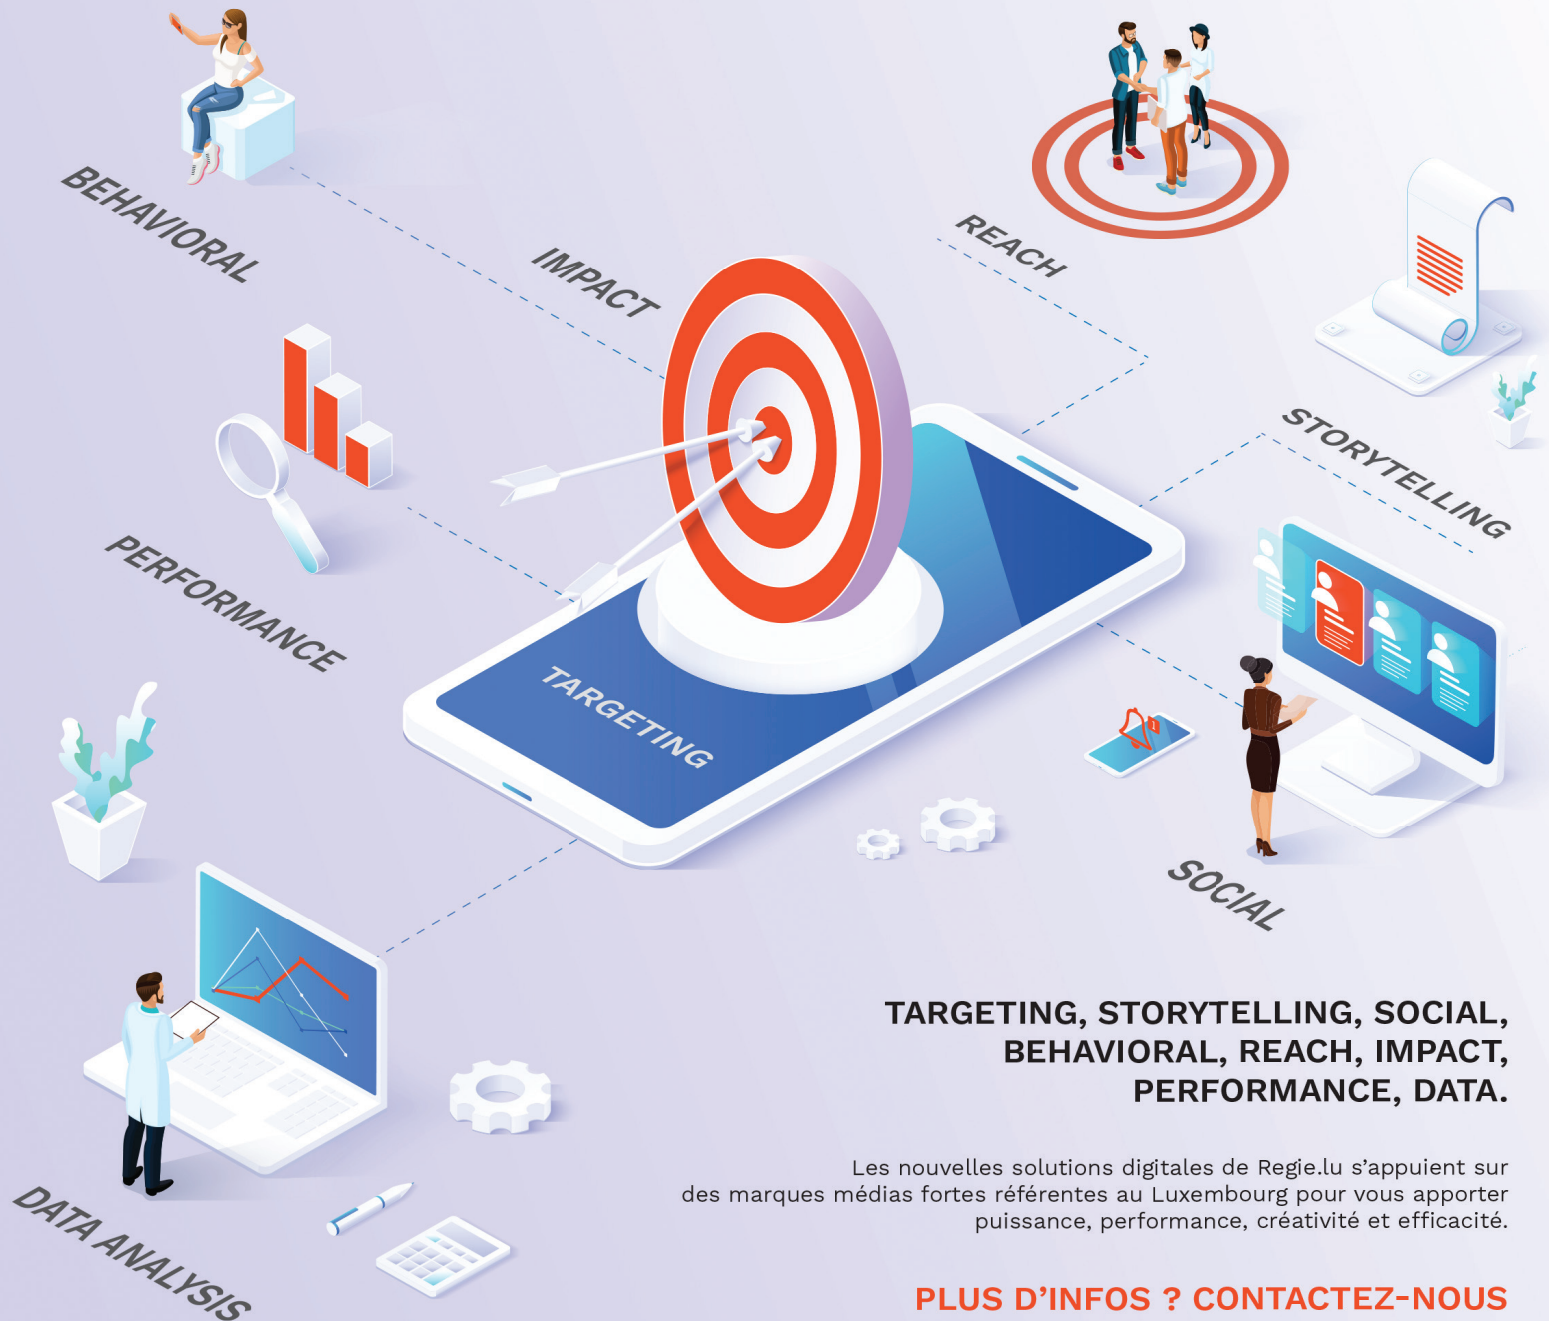 BEHAVIORAL
IMPACT
REACH
STORYTELLING
PERFORMANCE
TARGETING
1
SOCIAL
DATA ANALYSIS
TARGETING, STORYTELLING, SOCIAL,
BEHAVIORAL, REACH, IMPACT,
PERFORMANCE, DATA.
Les nouvelles solutions digitales de Regie.lu s’appuient sur
des marques médias fortes référentes au Luxembourg pour vous apporter
puissance, performance, créativité et efficacité.
PLUS D’INFOS ? CONTACTEZ-NOUS